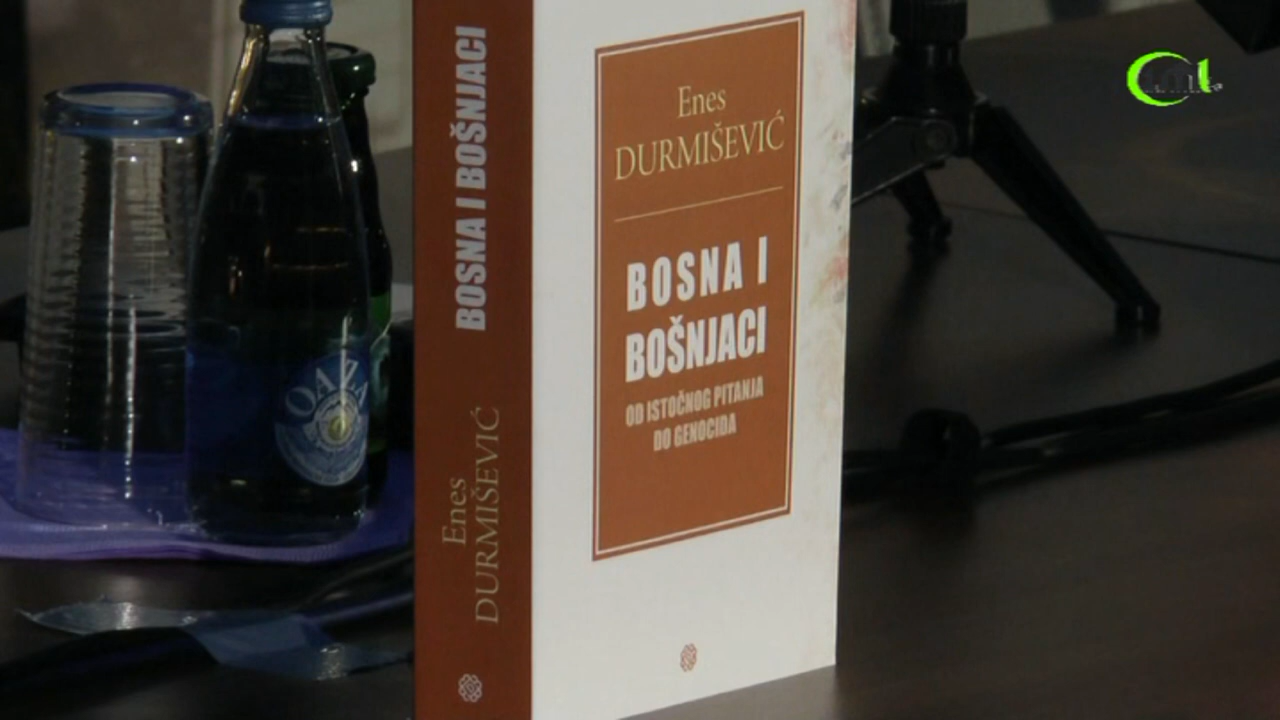 BOSNA I BOŠNJACI
Enes
DURMIŠEVIĆ
Enes
DURMIŠEVIĆ
BOSNA I
BOŠNJACI
OD ISTOČNOG PITANJA
DO GENOCIDA
OAZA